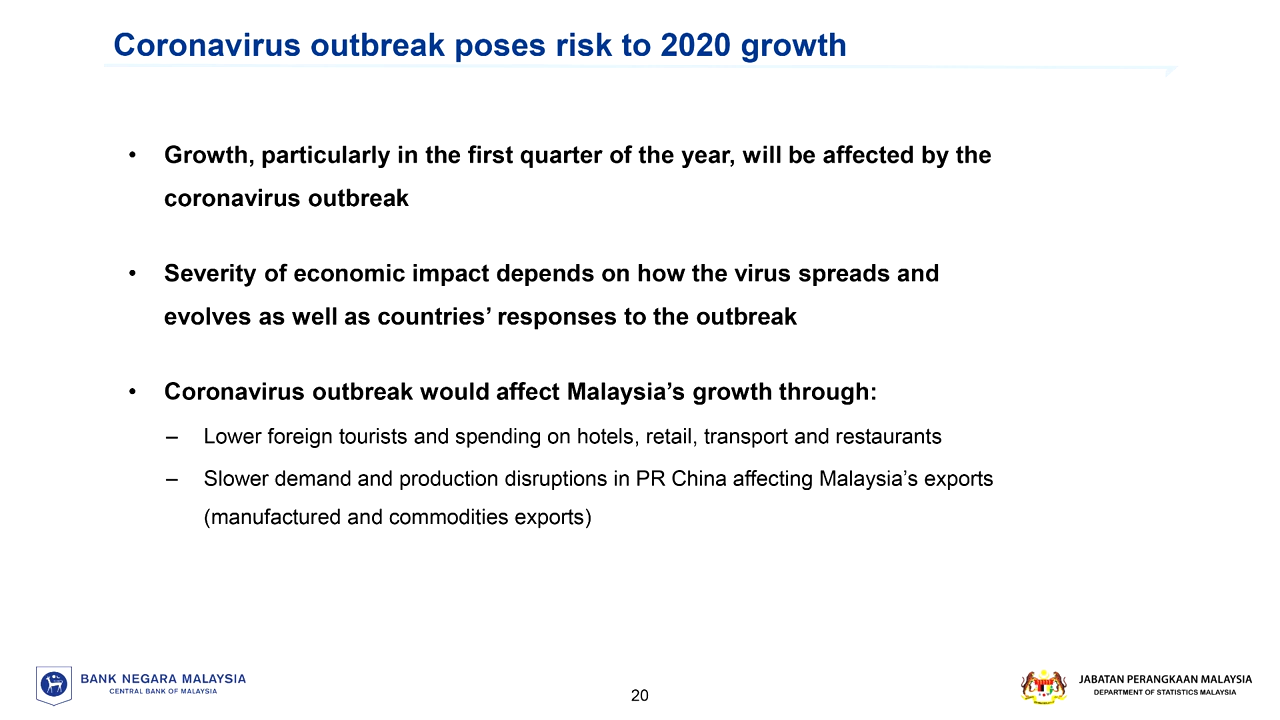 Coronavirus outbreak poses risk to 2020 growth
• Growth, particularly in the first quarter of the year, will be affected by the
coronavirus outbreak
• Severity of economic impact depends on how the virus spreads and
evolves as well as countries’ responses to the outbreak
• Coronavirus outbreak would affect Malaysia’s growth through:
– Lower foreign tourists and spending on hotels, retail, transport and restaurants
– Slower demand and production disruptions in PR China affecting Malaysia’s exports
(manufactured and commodities exports)
BANK NEGARA MALAYSIA
CENTRAL BANK OF MALAYSIA
20
JABATAN PERANGKAAN MALAYSIA
DEPARTMENT OF STATISTICS MALAYSIA